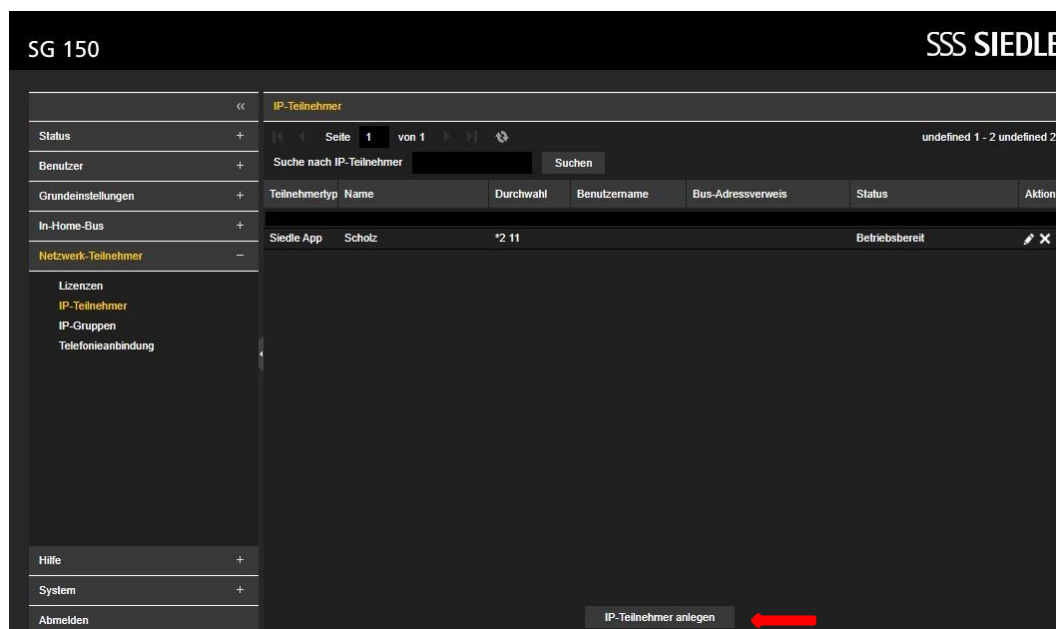 SG 150
SSS SIEDLE
«
IP-Teilnehmer
Status +
Seite 1 von 1
undefined 1 - 2 undefined 2
Benutzer +
Suche nach IP-Teilnehmer
Suchen
Grundeinstellungen +
Teilnehmertyp Name Durchwahl Benutzername Bus-Adressverweis Status Aktion
In-Home-Bus +
Siedle App Scholz *2 11 Betriebsbereit
Netzwerk-Teilnehmer −
Lizenzen
IP-Teilnehmer
IP-Gruppen
Telefonieanbindung
Hilfe +
System +
Abmelden
IP-Teilnehmer anlegen